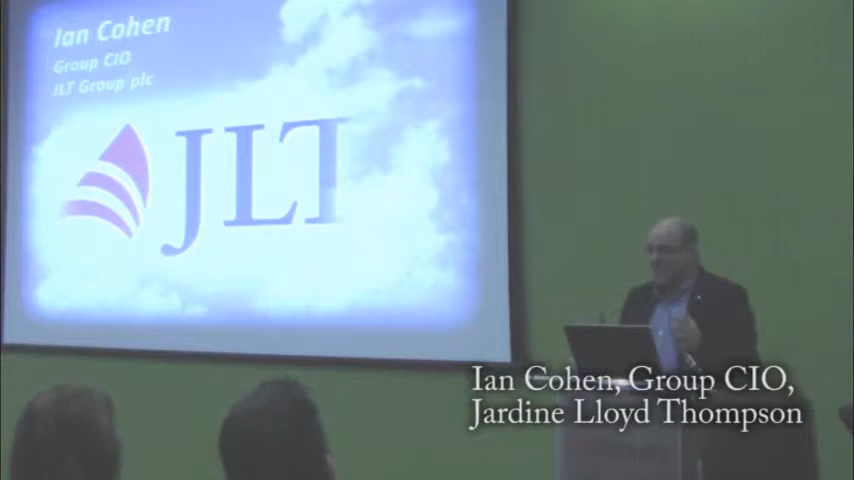 Ian Cohen
Group CIO
JLT Group plc
JLT
Ian Cohen, Group CIO,
Jardine Lloyd Thompson